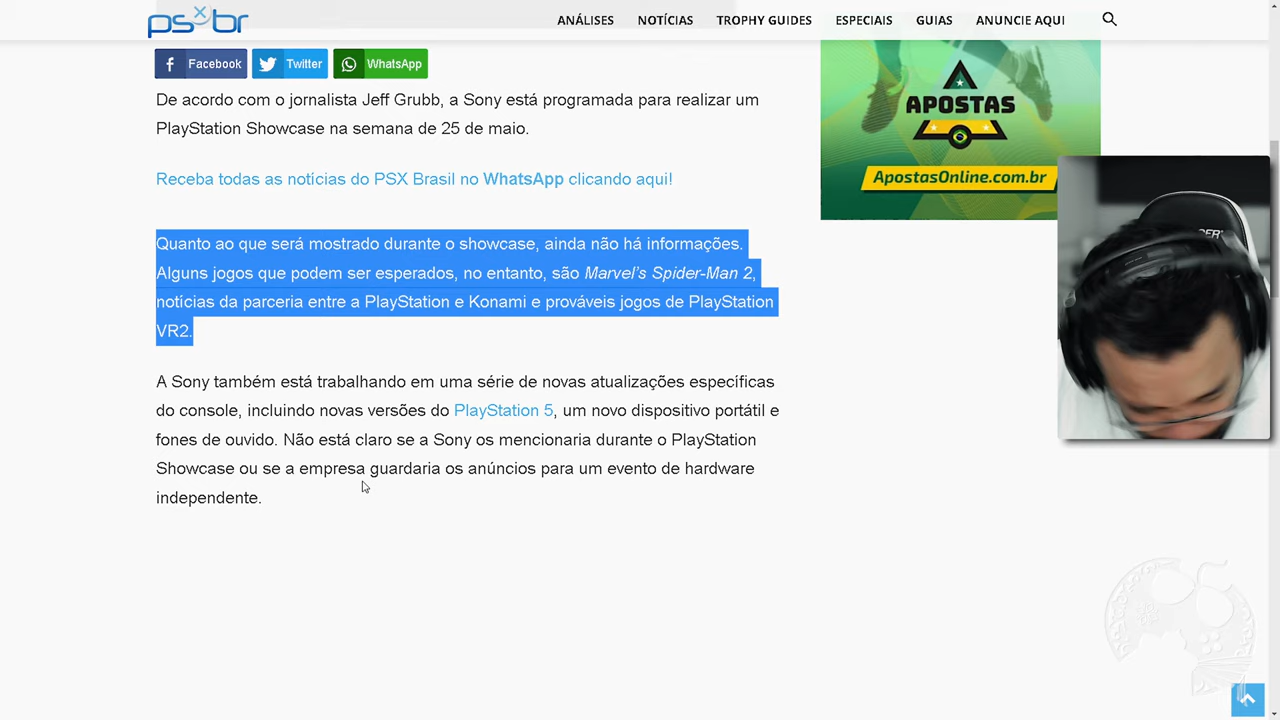 psxbr
ANÁLISES NOTÍCIAS TROPHY GUIDES ESPECIAIS GUIAS ANUNCIE AQUI
Facebook Twitter WhatsApp
De acordo com o jornalista Jeff Grubb, a Sony está programada para realizar um
PlayStation Showcase na semana de 25 de maio.
Receba todas as notícias do PSX Brasil no WhatsApp clicando aqui!
Quanto ao que será mostrado durante o showcase, ainda não há informações.
Alguns jogos que podem ser esperados, no entanto, são Marvel's Spider-Man 2,
notícias da parceria entre a PlayStation e Konami e prováveis jogos de PlayStation
VR2.
A Sony também está trabalhando em uma série de novas atualizações específicas
do console, incluindo novas versões do PlayStation 5, um novo dispositivo portátil e
fones de ouvido. Não está claro se a Sony os mencionaria durante o PlayStation
Showcase ou se a empresa guardaria os anúncios para um evento de hardware
independente.
APOSTAS
ApostasOnline.com.br